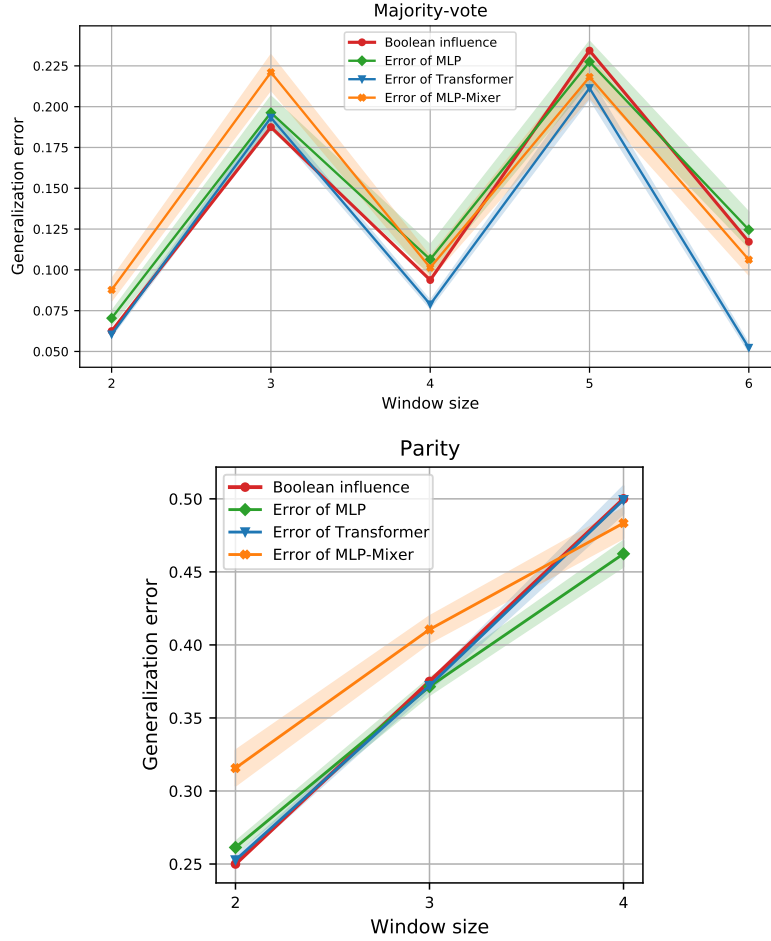 Majority-vote
Generalization error
0.225
0.200
0.175
0.150
0.125
0.100
0.075
0.050
Boolean influence
Error of MLP
Error of Transformer
Error of MLP-Mixer
2
3
4
5
6
Window size
Parity
Generalization error
0.50
0.45
0.40
0.35
0.30
0.25
Boolean influence
Error of MLP
Error of Transformer
Error of MLP-Mixer
2
3
4
Window size